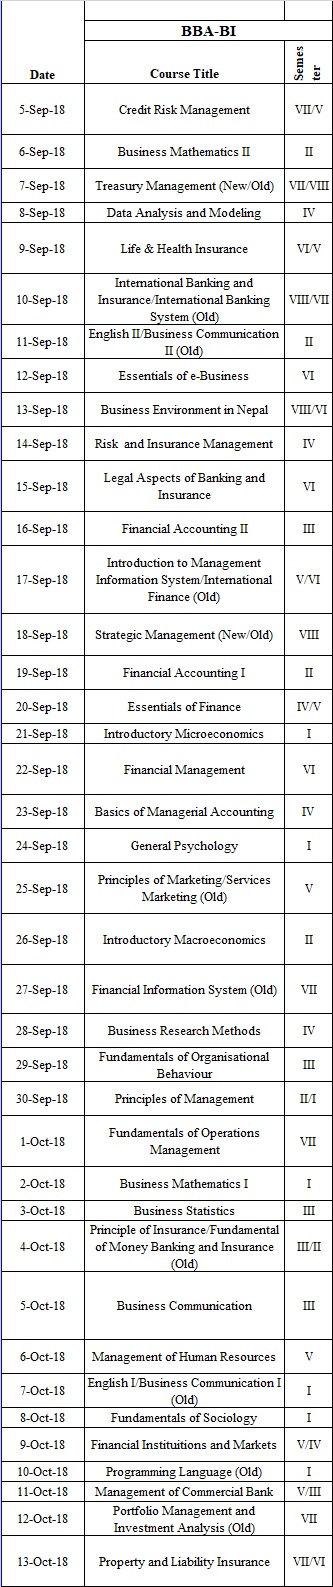 BBA-BI
Date Course Title Semes
ter
5-Sep-18 Credit Risk Management VII/V
6-Sep-18 Business Mathematics II II
7-Sep-18 Treasury Management (New/Old) VII/VIII
8-Sep-18 Data Analysis and Modeling IV
9-Sep-18 Life & Health Insurance VI/V
International Banking and
10-Sep-18 Insurance/International Banking VIII/VII
System (Old)
English II/Business Communication
11-Sep-18 II (Old) II
12-Sep-18 Essentials of e-Business VI
13-Sep-18 Business Environment in Nepal VIII/VI
14-Sep-18 Risk and Insurance Management IV
15-Sep-18 Legal Aspects of Banking and
Insurance VI
16-Sep-18 Financial Accounting II III
Introduction to Management
17-Sep-18 Information System/International V/VI
Finance (Old)
18-Sep-18 Strategic Management (New/Old) VIII
19-Sep-18 Financial Accounting I II
20-Sep-18 Essentials of Finance IV/V
21-Sep-18 Introductory Microeconomics I
22-Sep-18 Financial Management VI
23-Sep-18 Basics of Managerial Accounting IV
24-Sep-18 General Psychology I
25-Sep-18 Principles of Marketing/Services
Marketing (Old) V
26-Sep-18 Introductory Macroeconomics II
27-Sep-18 Financial Information System (Old) VII
28-Sep-18 Business Research Methods IV
29-Sep-18 Fundamentals of Organisational
Behaviour III
30-Sep-18 Principles of Management II/I
1-Oct-18 Fundamentals of Operations
Management VII
2-Oct-18 Business Mathematics I I
3-Oct-18 Business Statistics III
Principle of Insurance/Fundamental
4-Oct-18 of Money Banking and Insurance III/II
(Old)
5-Oct-18 Business Communication III
6-Oct-18 Management of Human Resources V
7-Oct-18 English I/Business Communication I
(Old) I
8-Oct-18 Fundamentals of Sociology I
9-Oct-18 Financial Instituitions and Markets V/IV
10-Oct-18 Programming Language (Old) I
11-Oct-18 Management of Commercial Bank V/III
12-Oct-18 Portfolio Management and
Investment Analysis (Old) VII
13-Oct-18 Property and Liability Insurance VII/VI